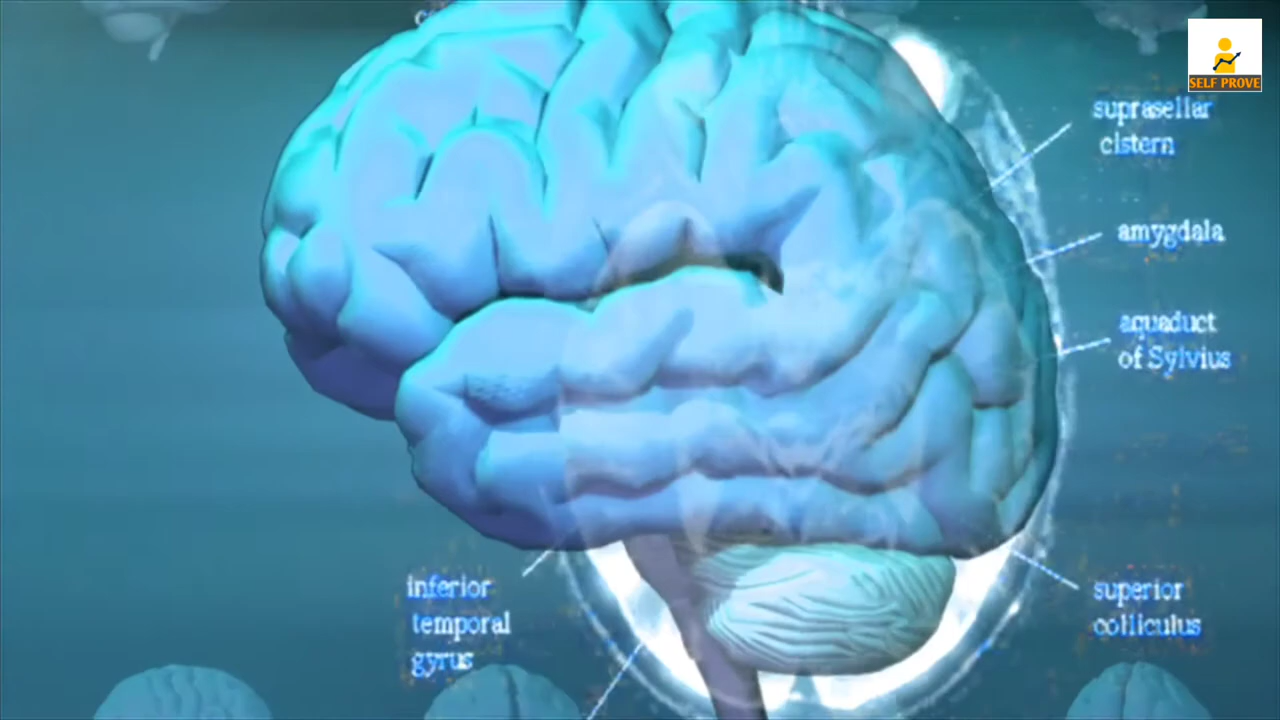 SELF PROVE
suprasellar
cistern
amygdala
aquaduct
of Sylvius
inferior
temporal
gyrus
superior
colliculus